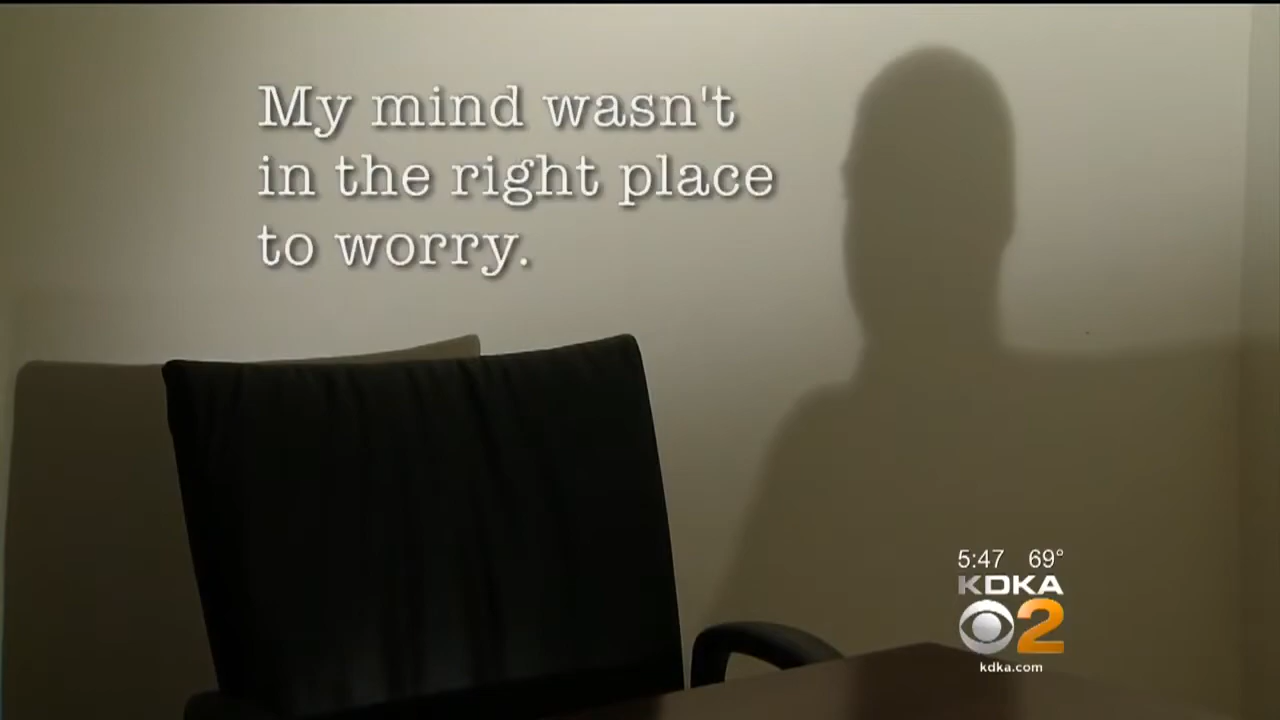 My mind wasn't
in the right place
to worry.
5:47 69°
KDKA
2
kdka.com